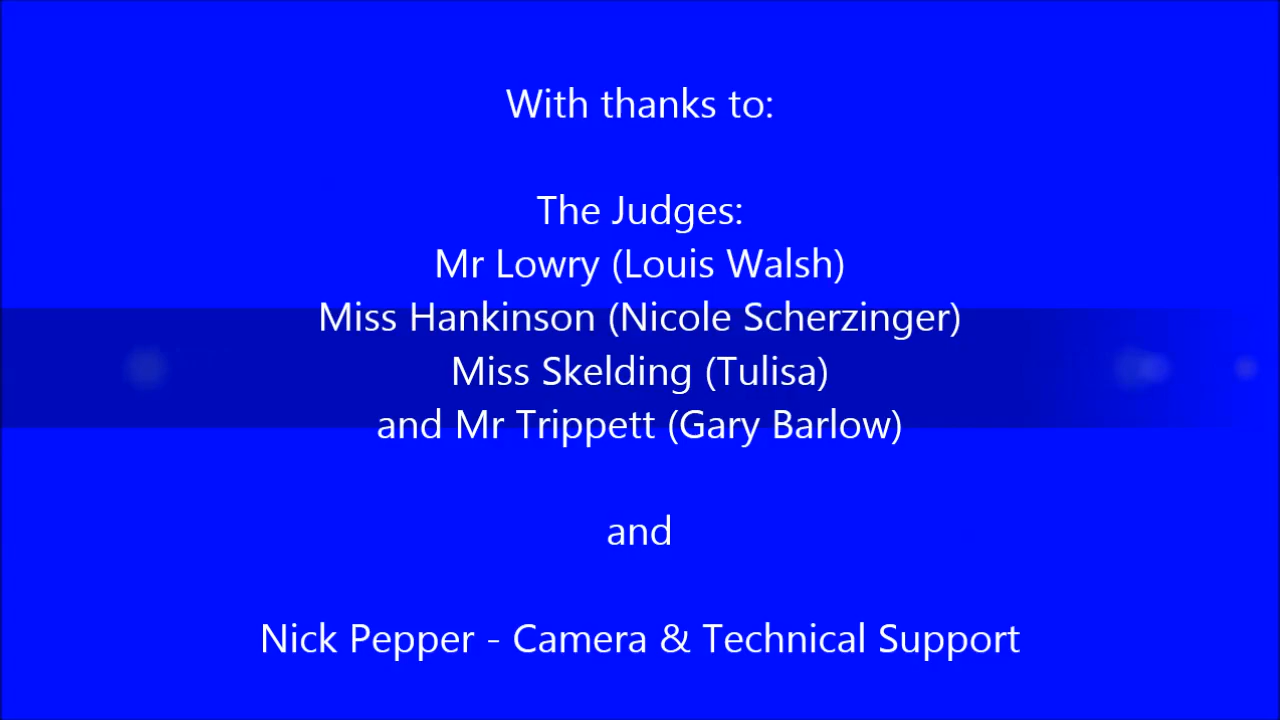 With thanks to:
The Judges:
Mr Lowry (Louis Walsh)
Miss Hankinson (Nicole Scherzinger)
Miss Skelding (Tulisa)
and Mr Trippett (Gary Barlow)
and
Nick Pepper - Camera & Technical Support